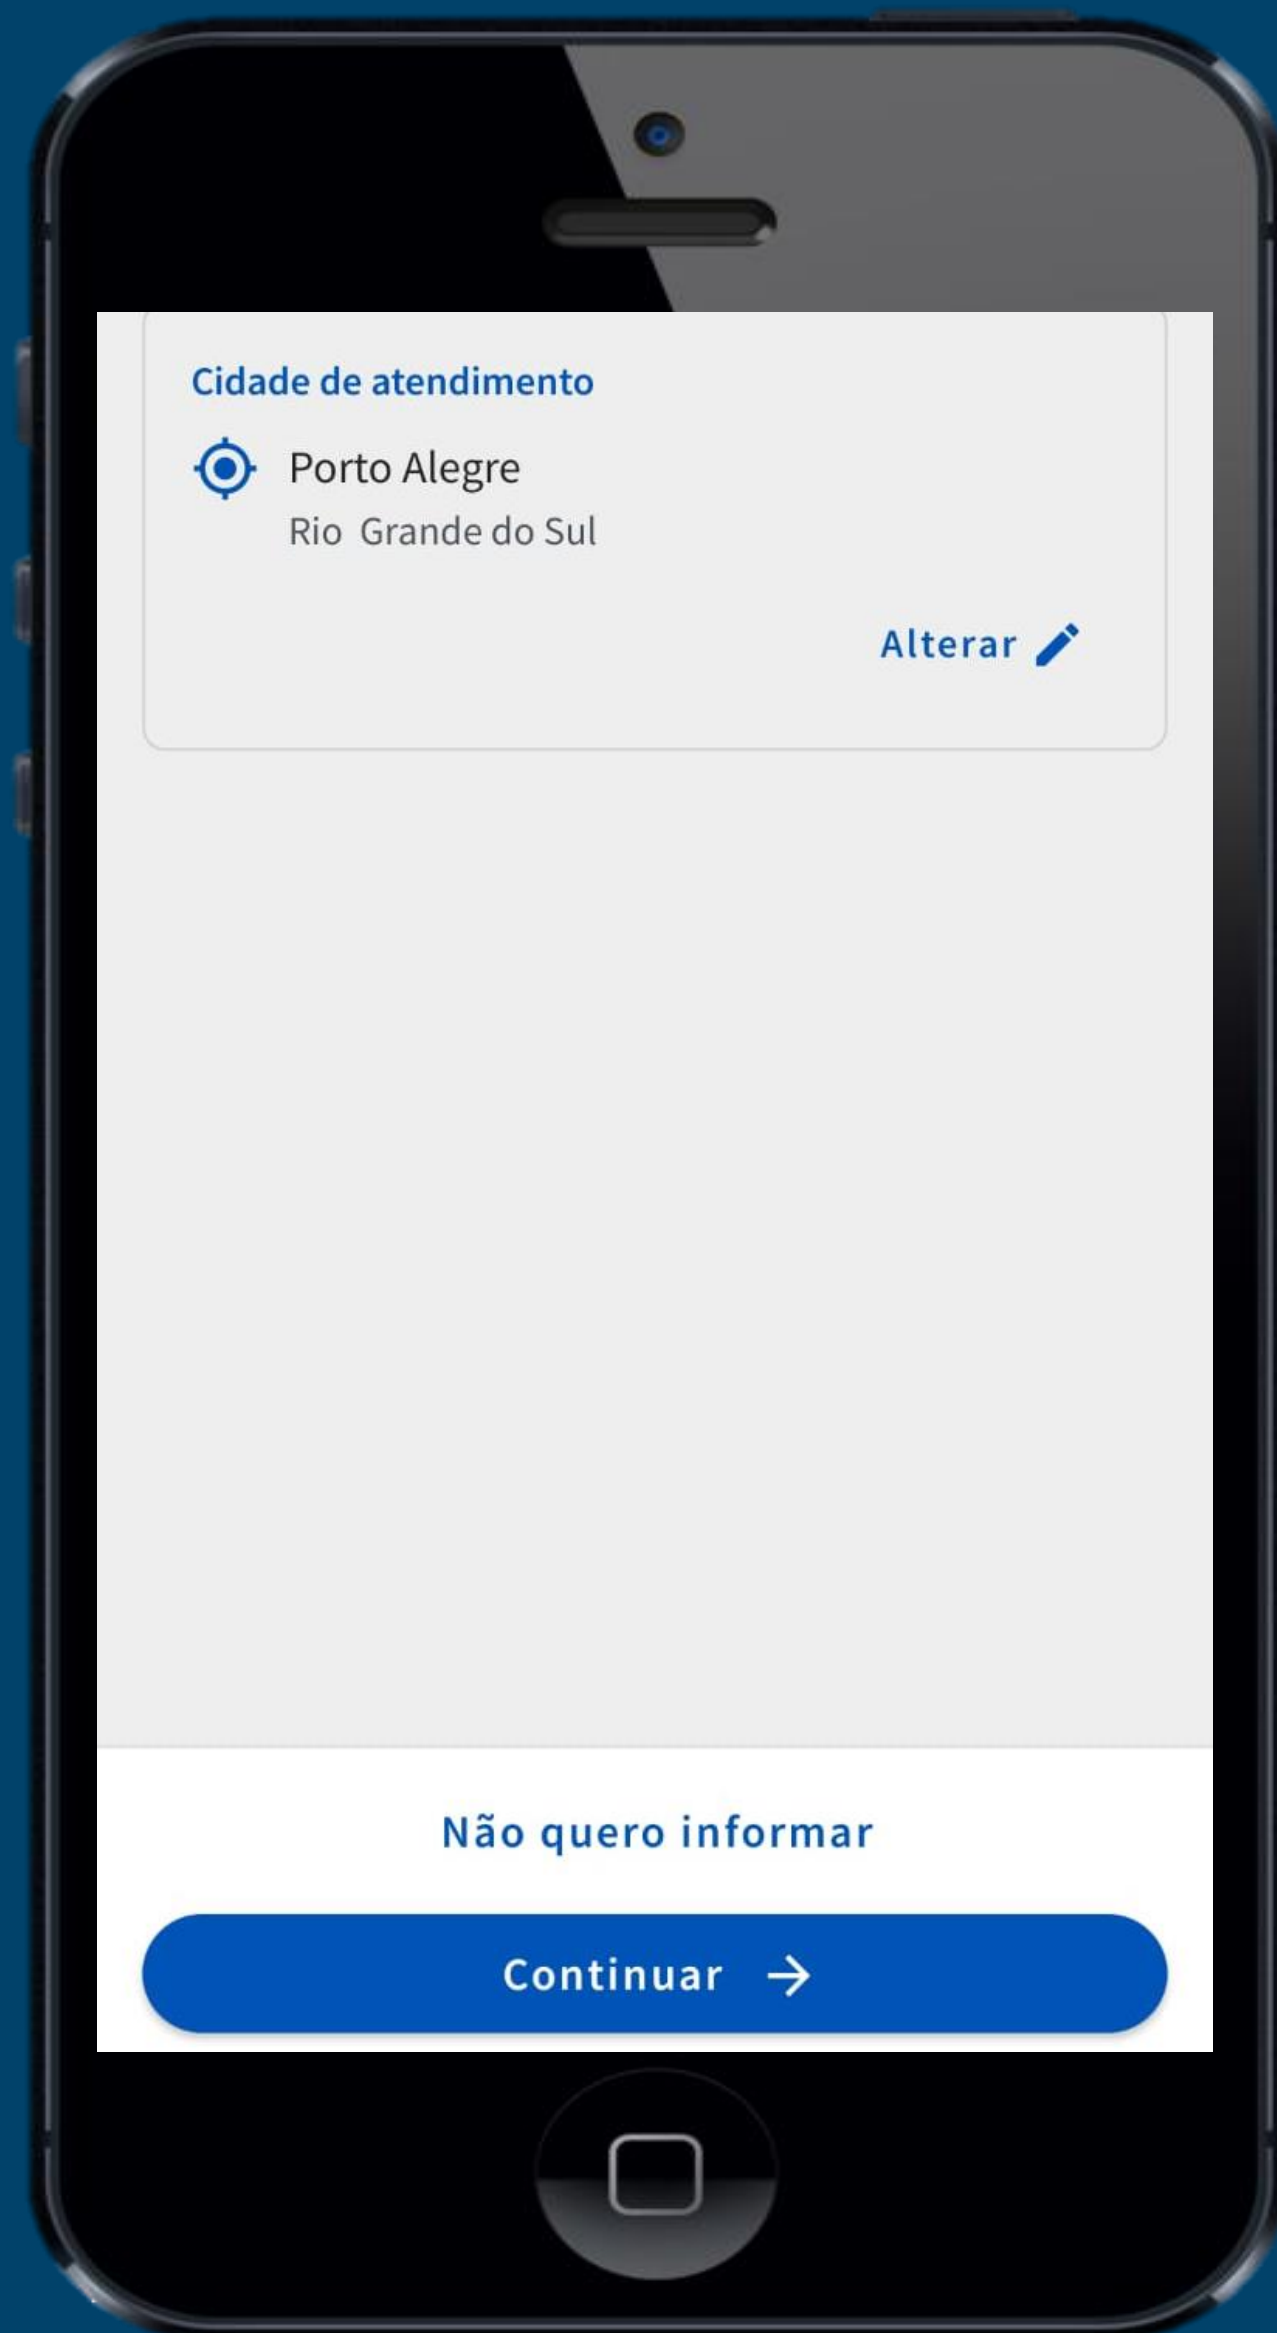 Cidade de atendimento
Porto Alegre
Rio Grande do Sul
Alterar
Não quero informar
Continuar